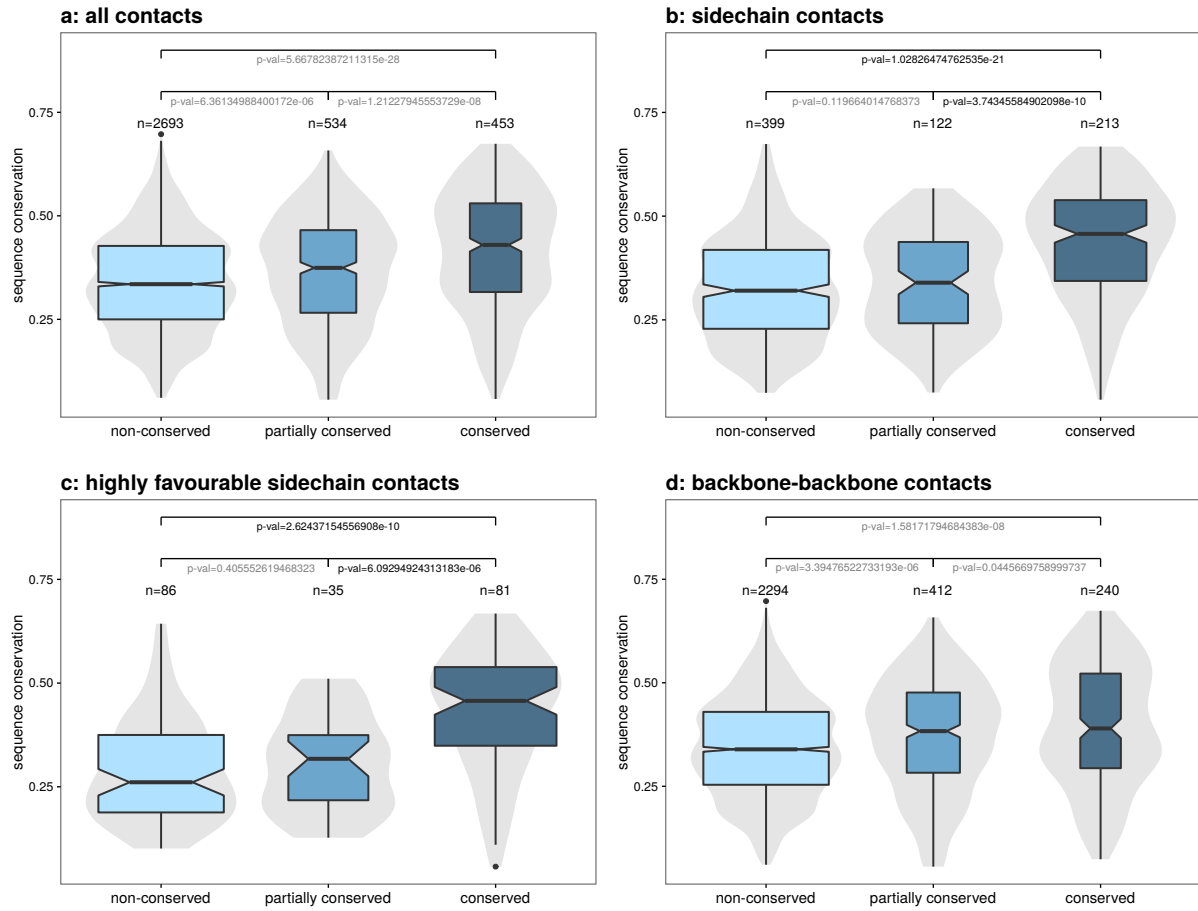 a: all contacts
p-val=5.66782387211315e-28
p-val=6.36134988400172e-06 p-val=1.21227945553729e-08
n=2693 n=534 n=453
0.75
0.50
0.25
sequence conservation
non-conserved partially conserved conserved
b: sidechain contacts
p-val=1.02826474762535e-21
p-val=0.119664014768373 p-val=3.74345584902098e-10
n=399 n=122 n=213
0.75
0.50
0.25
sequence conservation
non-conserved partially conserved conserved
c: highly favourable sidechain contacts
p-val=2.62437154556908e-10
p-val=0.405552619468323 p-val=6.09294924313183e-06
n=86 n=35 n=81
0.75
0.50
0.25
sequence conservation
non-conserved partially conserved conserved
d: backbone-backbone contacts
p-val=1.58171794684383e-08
p-val=3.39476522733193e-06 p-val=0.0445669758999737
n=2294 n=412 n=240
0.75
0.50
0.25
sequence conservation
non-conserved partially conserved conserved